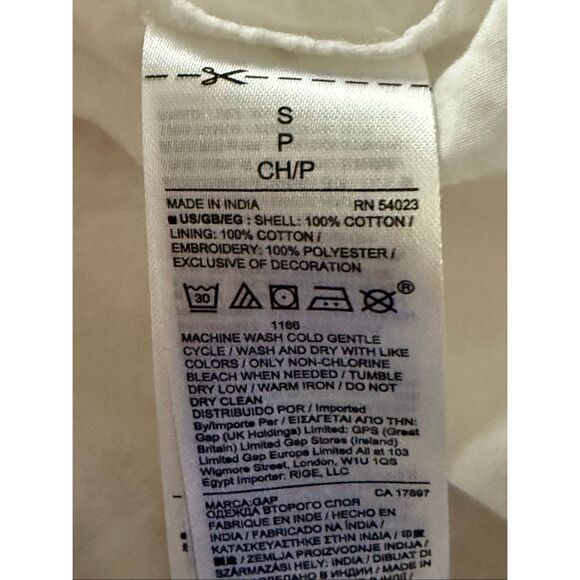 S
P
CH/P
MADE IN INDIA RN 54023
■ US/GB/EG : SHELL: 100% COTTON /
LINING: 100% COTTON /
EMBROIDERY: 100% POLYESTER /
EXCLUSIVE OF DECORATION
30 ®
1166
MACHINE WASH COLD GENTLE
CYCLE / WASH AND DRY WITH LIKE
COLORS / ONLY NON-CHLORINE
BLEACH WHEN NEEDED / TUMBLE
DRY LOW / WARM IRON / DO NOT
DRY CLEAN
DISTRIBUIDO POR / Imported
By/Importe Par / ΕΙΣΑΓΕΤΑΙ ΑΠΟ ΤΗΝ:
Gap (UK Holdings) Limited: GPS (Great
Britain) Limited Gap Stores (Ireland)
Limited Gap Europe Limited All at 103
Wigmore Street, London, W1U 1QS
Egypt Importer: RIGE, LLC
MARCA:GAP CA 17897
ОДЕЖДА ВТОРОГО СЛОЯ
FABRIQUE EN INDE / HECHO EN
INDIA / FABRICADO NA ÍNDIA /
ΚΑΤΑΣΚΕΥΑΣΤΗΚΕ ΣΤΗΝ ΙΝΔΙΑ / 印度
/ ZEMLJA PROIZVODNJE INDIJA /
SZÁRMAZÁSI HELY: INDIA / DIBUAT DI